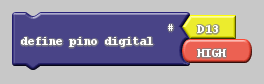 # D13
define pino digital
HIGH